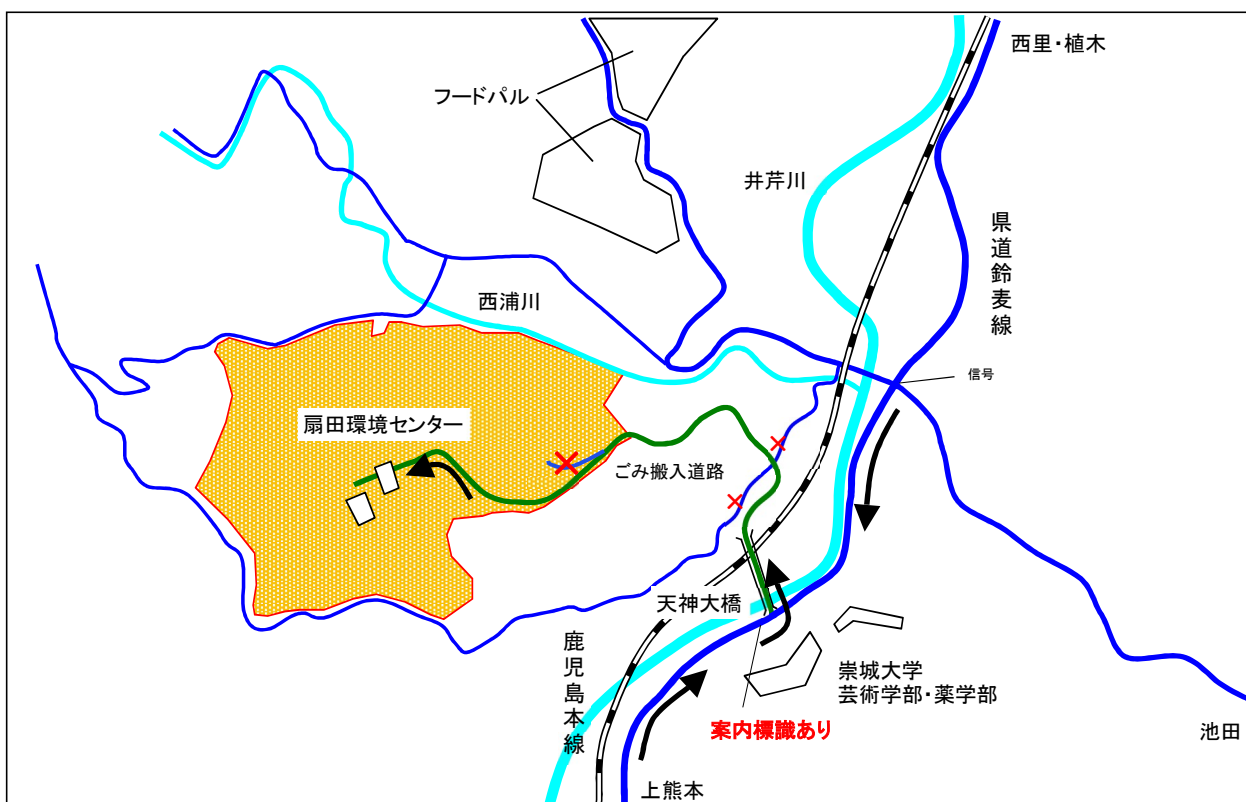 西里・植木
フードパル
井芹川
県道鈴麦線
西浦川
信号
扇田環境センター
ごみ搬入道路
天神大橋
鹿児島本線
崇城大学
芸術学部・薬学部
案内標識あり
池田
上熊本